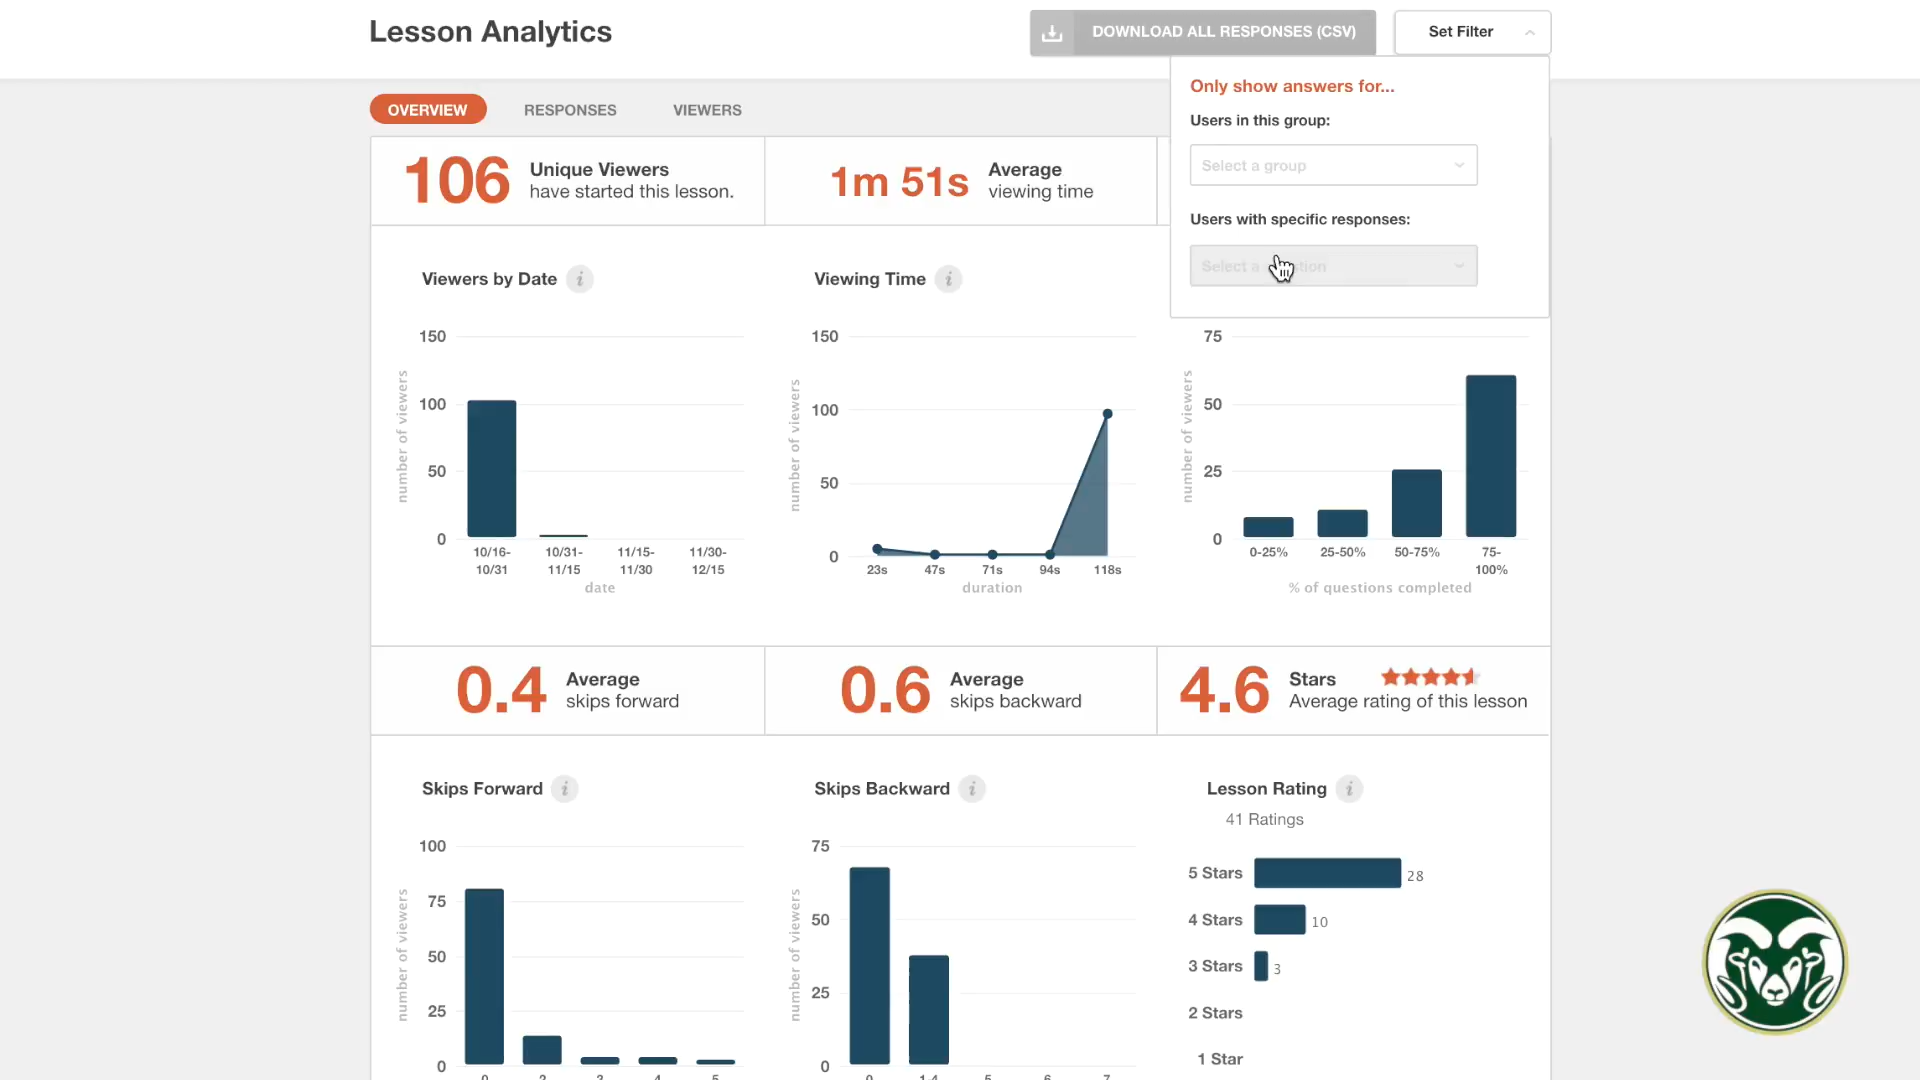 Lesson Analytics
DOWNLOAD ALL RESPONSES (CSV)
Set Filter
Only show answers for...
Users in this group:
Select a group
Users with specific responses:
Select a
OVERVIEW
RESPONSES
VIEWERS
106
Unique Viewers
have started this lesson.
1m 51s
Average
viewing time
Viewers by Date
i
150
100
50
0
number of viewers
10/16-
10/31
10/31-
11/15
11/15-
11/30
11/30-
12/15
date
Viewing Time
i
150
100
50
0
number of viewers
23s
47s
71s
94s
118s
duration
75
50
25
0
number of viewers
0-25%
25-50%
50-75%
75-
100%
% of questions completed
0.4
Average
skips forward
0.6
Average
skips backward
4.6
Stars
Average rating of this lesson
Skips Forward
i
100
75
50
25
0
number of viewers
Skips Backward
i
75
50
25
0
number of viewers
Lesson Rating
i
41 Ratings
5 Stars
28
4 Stars
10
3 Stars
3
2 Stars
1 Star